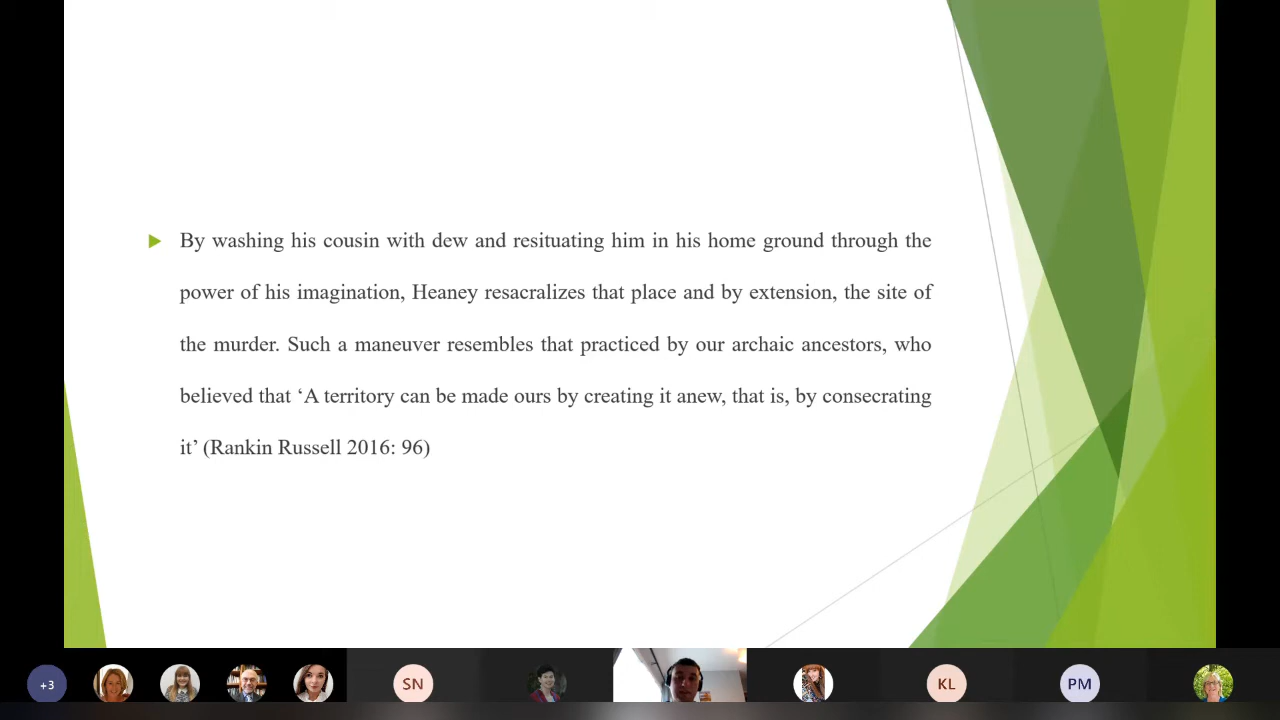 By washing his cousin with dew and resituating him in his home ground through the
power of his imagination, Heaney resacralizes that place and by extension, the site of
the murder. Such a maneuver resembles that practiced by our archaic ancestors, who
believed that ‘A territory can be made ours by creating it anew, that is, by consecrating
it’ (Rankin Russell 2016: 96)
+3
SN
KL
PM